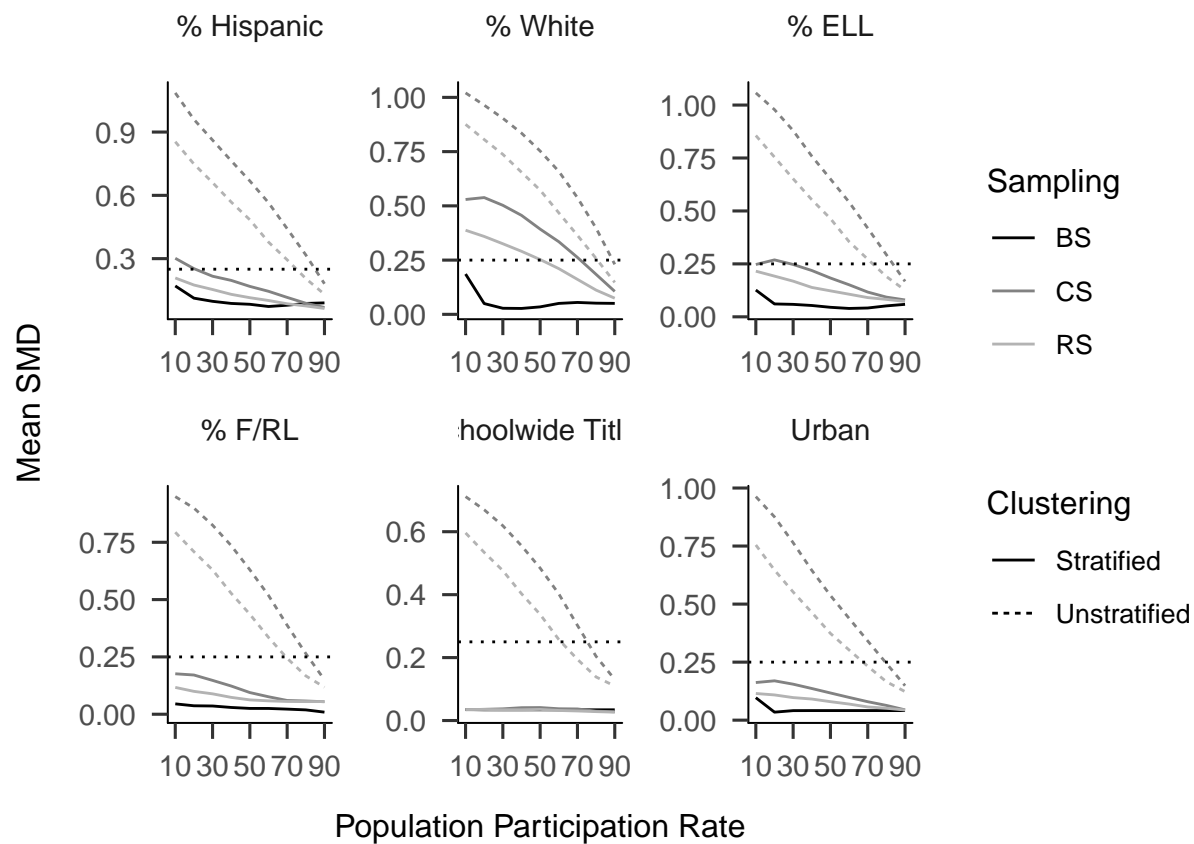 % Hispanic % White % ELL
0.9
0.6
0.3
1.00
0.75
0.50
0.25
0.00
1.00
0.75
0.50
0.25
0.00
10 30 50 70 90 10 30 50 70 90 10 30 50 70 90
% F/RL hoolwide Titl Urban
0.75
0.50
0.25
0.00
0.6
0.4
0.2
0.0
1.00
0.75
0.50
0.25
0.00
10 30 50 70 90 10 30 50 70 90 10 30 50 70 90
Mean SMD
Population Participation Rate
Sampling
BS
CS
RS
Clustering
Stratified
Unstratified